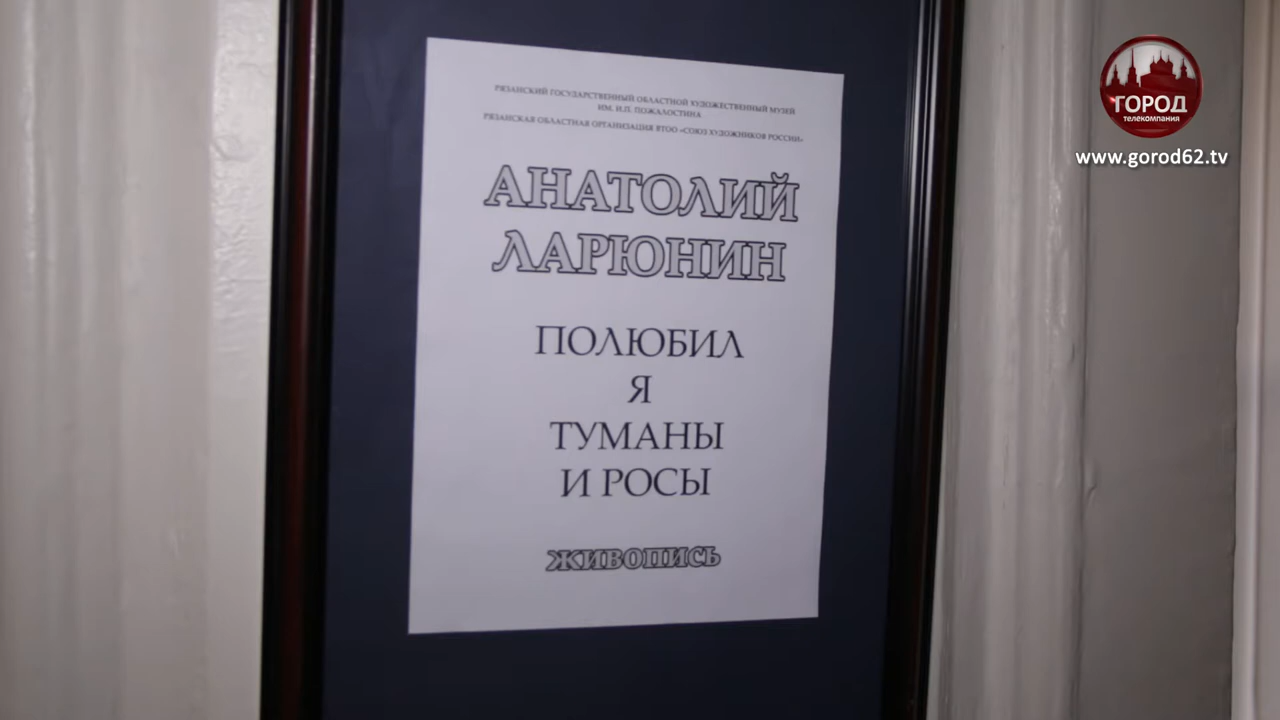 РЯЗАНСКИЙ ГОСУДАРСТВЕННЫЙ ОБЛАСТНОЙ ХУДОЖЕСТВЕННЫЙ МУЗЕЙ
ИМ. И.П. ПОЖАЛОСТИНА
РЯЗАНСКАЯ ОБЛАСТНАЯ ОРГАНИЗАЦИЯ ВТОО «СОЮЗ ХУДОЖНИКОВ РОССИИ»
АНАТОЛИЙ
ЛАРЮНИН
ПОЛЮБИЛ
Я
ТУМАНЫ
И РОСЫ
ЖИВОПИСЬ
ГОРОД
телекомпания
www.gorod62.tv